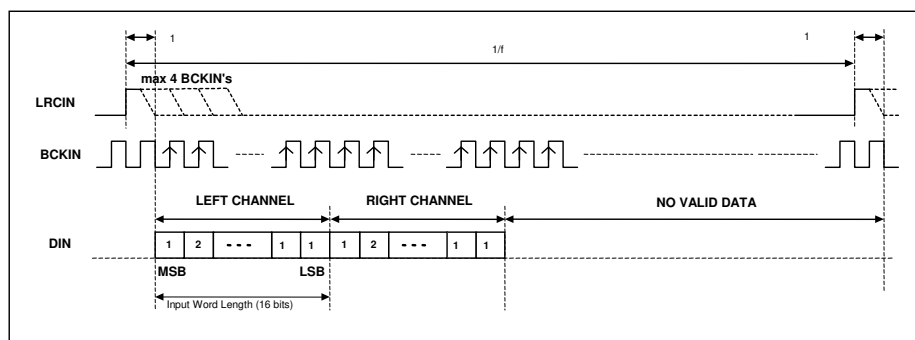 1
1
1/f
max 4 BCKIN's
LRCIN
BCKIN
LEFT CHANNEL
RIGHT CHANNEL
NO VALID DATA
DIN
1 2 - - - 1 1 1 2 - - - 1 1
MSB
LSB
Input Word Length (16 bits)